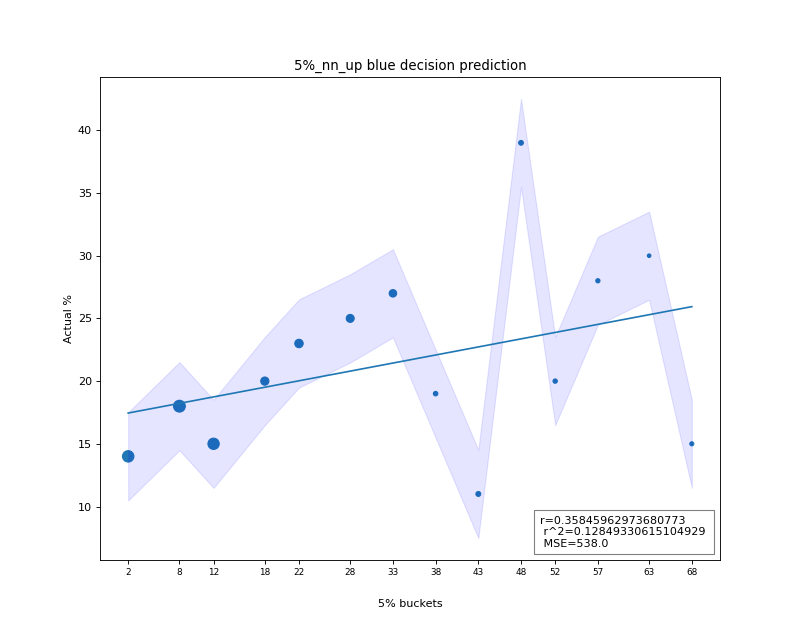 5%_nn_up blue decision prediction
Actual %
40
35
30
25
20
15
10
r=0.35845962973680773
r^2=0.12849330615104929
MSE=538.0
2 8 12 18 22 28 33 38 43 48 52 57 63 68
5% buckets